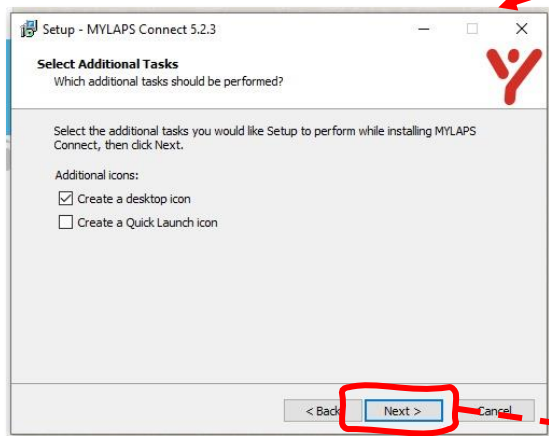 Setup - MYLAPS Connect 5.2.3
Select Additional Tasks
Which additional tasks should be performed?
Select the additional tasks you would like Setup to perform while installing MYLAPS
Connect, then click Next.
Additional icons:
Create a desktop icon
Create a Quick Launch icon
< Back Next > Cancel